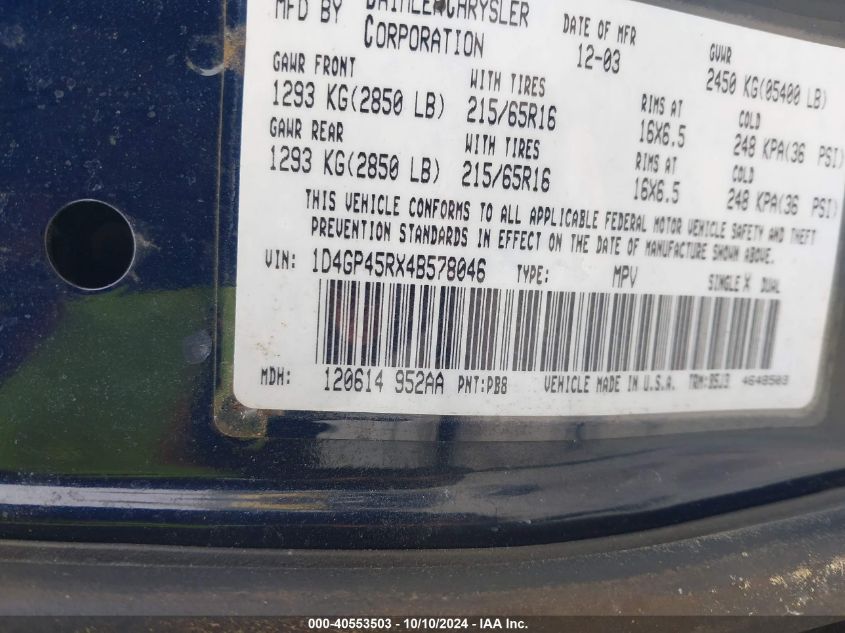 MFD BY DAIMLERCHRYSLER CORPORATION
DATE OF MFR 12-03
GVWR 2450 KG(05400 LB)
GAWR FRONT 1293 KG(2850 LB)
WITH TIRES 215/65R16
RIMS AT 16X6.5
COLD 248 KPA(36 PSI)
GAWR REAR 1293 KG(2850 LB)
WITH TIRES 215/65R16
RIMS AT 16X6.5
COLD 248 KPA(36 PSI)
THIS VEHICLE CONFORMS TO ALL APPLICABLE FEDERAL MOTOR VEHICLE SAFETY AND THEFT
PREVENTION STANDARDS IN EFFECT ON THE DATE OF MANUFACTURE SHOWN ABOVE.
VIN: 1D4GP45RX4B578046 TYPE: MPV SINGLE X DUAL
MDH: 120614 952AA PNT:PB8 VEHICLE MADE IN U.S.A. TRM: 4648503
000-40553503 - 10/10/2024 - IAA Inc.